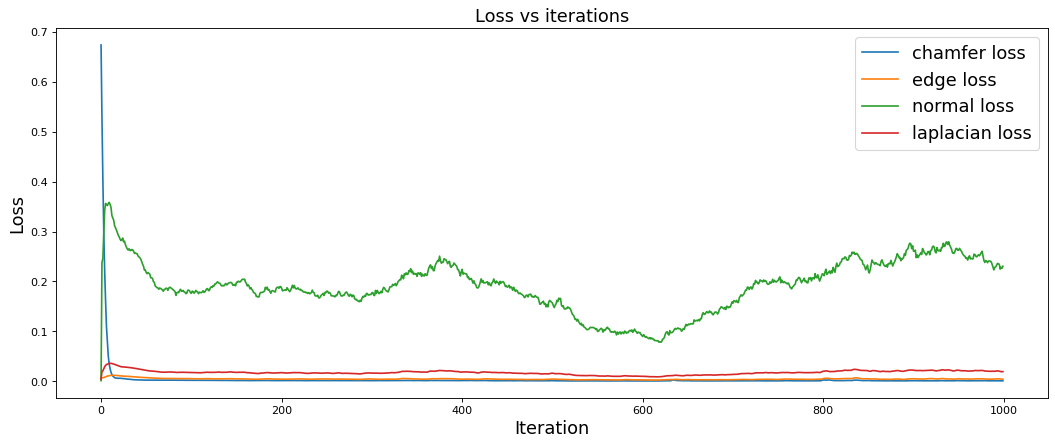 Loss vs iterations
0.7
0.6
0.5
0.4
0.3
0.2
0.1
0.0
Loss
chamfer loss
edge loss
normal loss
laplacian loss
0 200 400 600 800 1000
Iteration